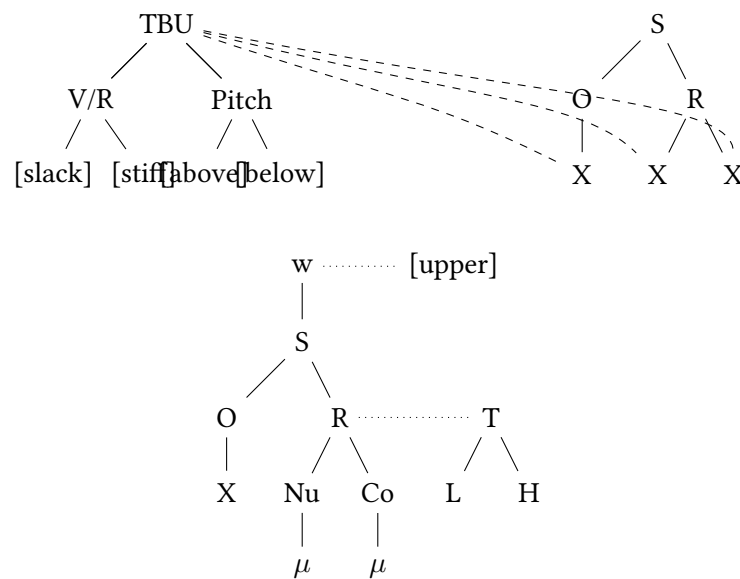 TBU S
V/R Pitch O R
[slack] [stiff] [above] [below] X X X
w [upper]
S
O R T
X Nu Co L H
μ μ